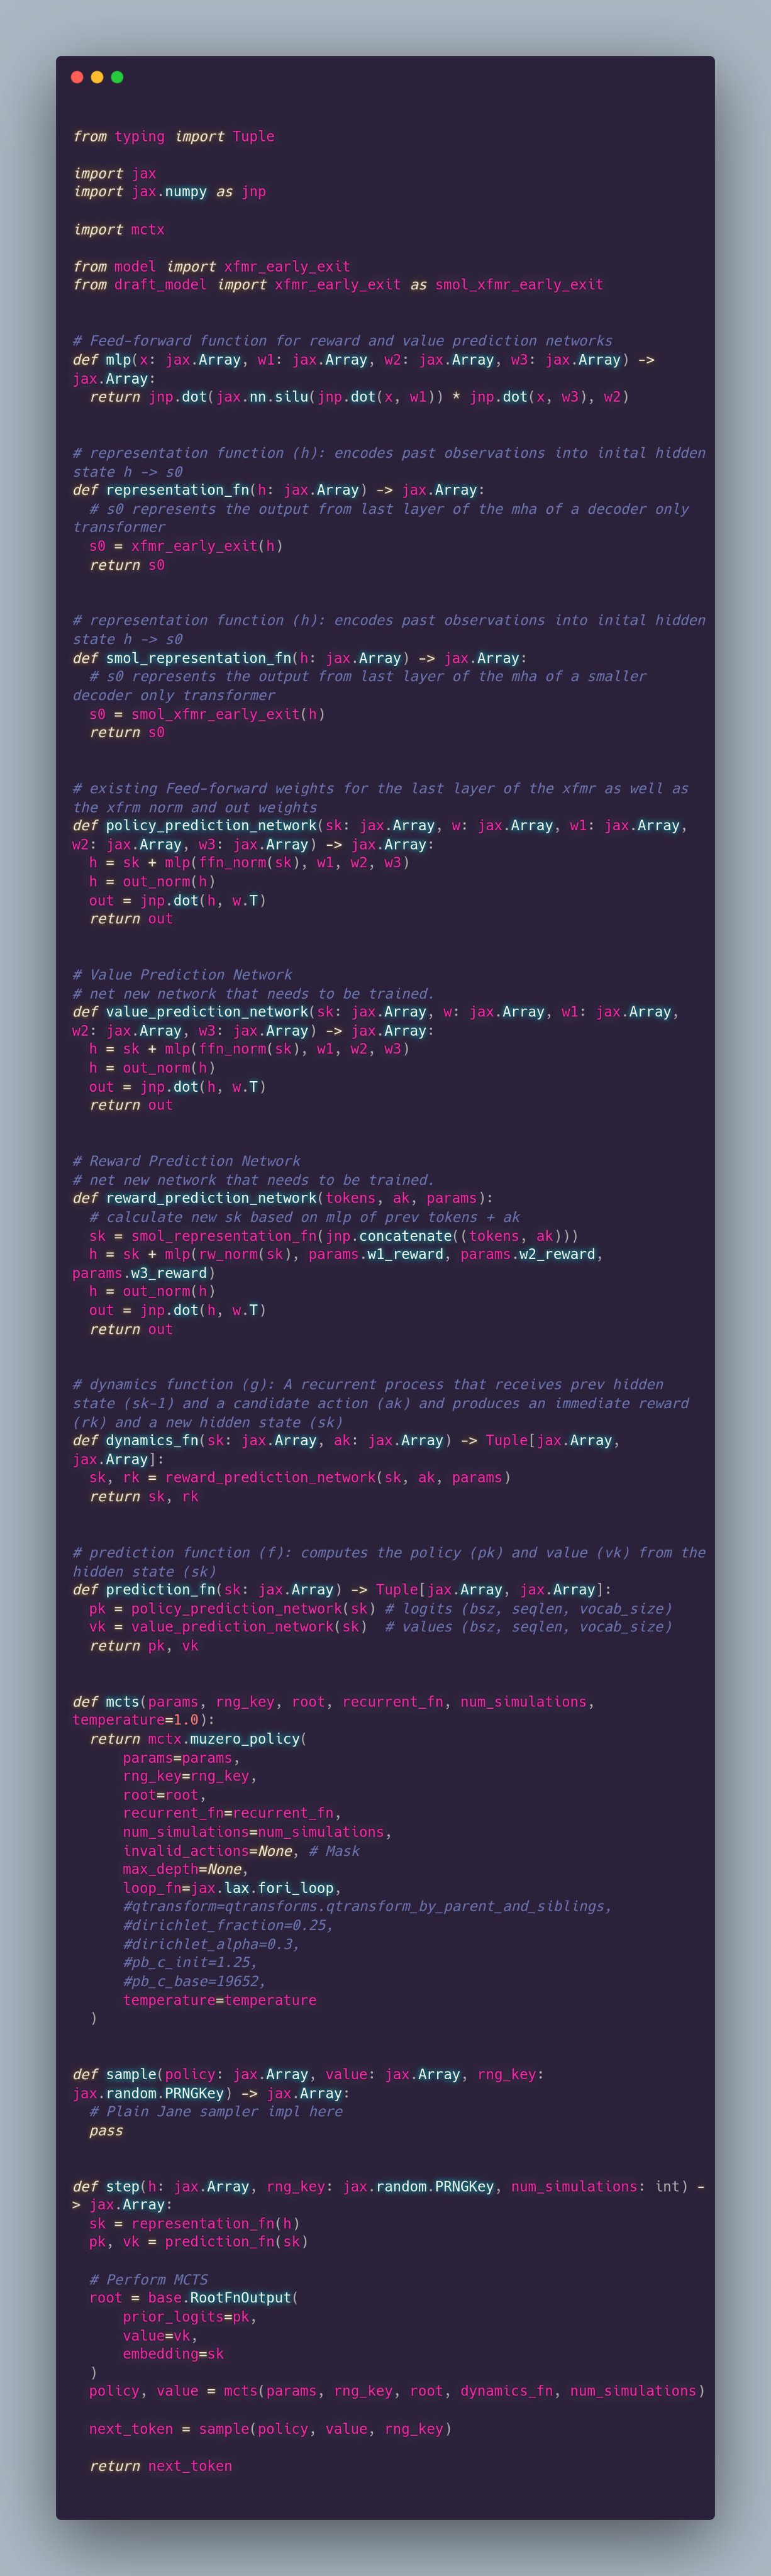 from typing import Tuple
import jax
import jax.numpy as jnp
import mctx
from model import xfmr_early_exit
from draft_model import xfmr_early_exit as smol_xfmr_early_exit
# Feed-forward function for reward and value prediction networks
def mlp(x: jax.Array, w1: jax.Array, w2: jax.Array, w3: jax.Array) ->
jax.Array:
  return jnp.dot(jax.nn.silu(jnp.dot(x, w1)) * jnp.dot(x, w3), w2)
# representation function (h): encodes past observations into inital hidden
state h -> s0
def representation_fn(h: jax.Array) -> jax.Array:
  # s0 represents the output from last layer of the mha of a decoder only
transformer
  s0 = xfmr_early_exit(h)
  return s0
# representation function (h): encodes past observations into inital hidden
state h -> s0
def smol_representation_fn(h: jax.Array) -> jax.Array:
  # s0 represents the output from last layer of the mha of a smaller
decoder only transformer
  s0 = smol_xfmr_early_exit(h)
  return s0
# existing Feed-forward weights for the last layer of the xfmr as well as
the xfrm norm and out weights
def policy_prediction_network(sk: jax.Array, w: jax.Array, w1: jax.Array,
w2: jax.Array, w3: jax.Array) -> jax.Array:
  h = sk + mlp(ffn_norm(sk), w1, w2, w3)
  h = out_norm(h)
  out = jnp.dot(h, w.T)
  return out
# Value Prediction Network
# net new network that needs to be trained.
def value_prediction_network(sk: jax.Array, w: jax.Array, w1: jax.Array,
w2: jax.Array, w3: jax.Array) -> jax.Array:
  h = sk + mlp(ffn_norm(sk), w1, w2, w3)
  h = out_norm(h)
  out = jnp.dot(h, w.T)
  return out
# Reward Prediction Network
# net new network that needs to be trained.
def reward_prediction_network(tokens, ak, params):
  # calculate new sk based on mlp of prev tokens + ak
  sk = smol_representation_fn(jnp.concatenate((tokens, ak)))
  h = sk + mlp(rw_norm(sk), params.w1_reward, params.w2_reward,
params.w3_reward)
  h = out_norm(h)
  out = jnp.dot(h, w.T)
  return out
# dynamics function (g): A recurrent process that receives prev hidden
state (sk-1) and a candidate action (ak) and produces an immediate reward
(rk) and a new hidden state (sk)
def dynamics_fn(sk: jax.Array, ak: jax.Array) -> Tuple[jax.Array,
jax.Array]:
  sk, rk = reward_prediction_network(sk, ak, params)
  return sk, rk
# prediction function (f): computes the policy (pk) and value (vk) from the
hidden state (sk)
def prediction_fn(sk: jax.Array) -> Tuple[jax.Array, jax.Array]:
  pk = policy_prediction_network(sk) # logits (bsz, seqlen, vocab_size)
  vk = value_prediction_network(sk)  # values (bsz, seqlen, vocab_size)
  return pk, vk
def mcts(params, rng_key, root, recurrent_fn, num_simulations,
temperature=1.0):
  return mctx.muzero_policy(
      params=params,
      rng_key=rng_key,
      root=root,
      recurrent_fn=recurrent_fn,
      num_simulations=num_simulations,
      invalid_actions=None, # Mask
      max_depth=None,
      loop_fn=jax.lax.fori_loop,
      #qtransform=qtransforms.qtransform_by_parent_and_siblings,
      #dirichlet_fraction=0.25,
      #dirichlet_alpha=0.3,
      #pb_c_init=1.25,
      #pb_c_base=19652,
      temperature=temperature
  )
def sample(policy: jax.Array, value: jax.Array, rng_key:
jax.random.PRNGKey) -> jax.Array:
  # Plain Jane sampler impl here
  pass
def step(h: jax.Array, rng_key: jax.random.PRNGKey, num_simulations: int) -
> jax.Array:
  sk = representation_fn(h)
  pk, vk = prediction_fn(sk)
  # Perform MCTS
  root = base.RootFnOutput(
      prior_logits=pk,
      value=vk,
      embedding=sk
  )
  policy, value = mcts(params, rng_key, root, dynamics_fn, num_simulations)
  next_token = sample(policy, value, rng_key)
  return next_token